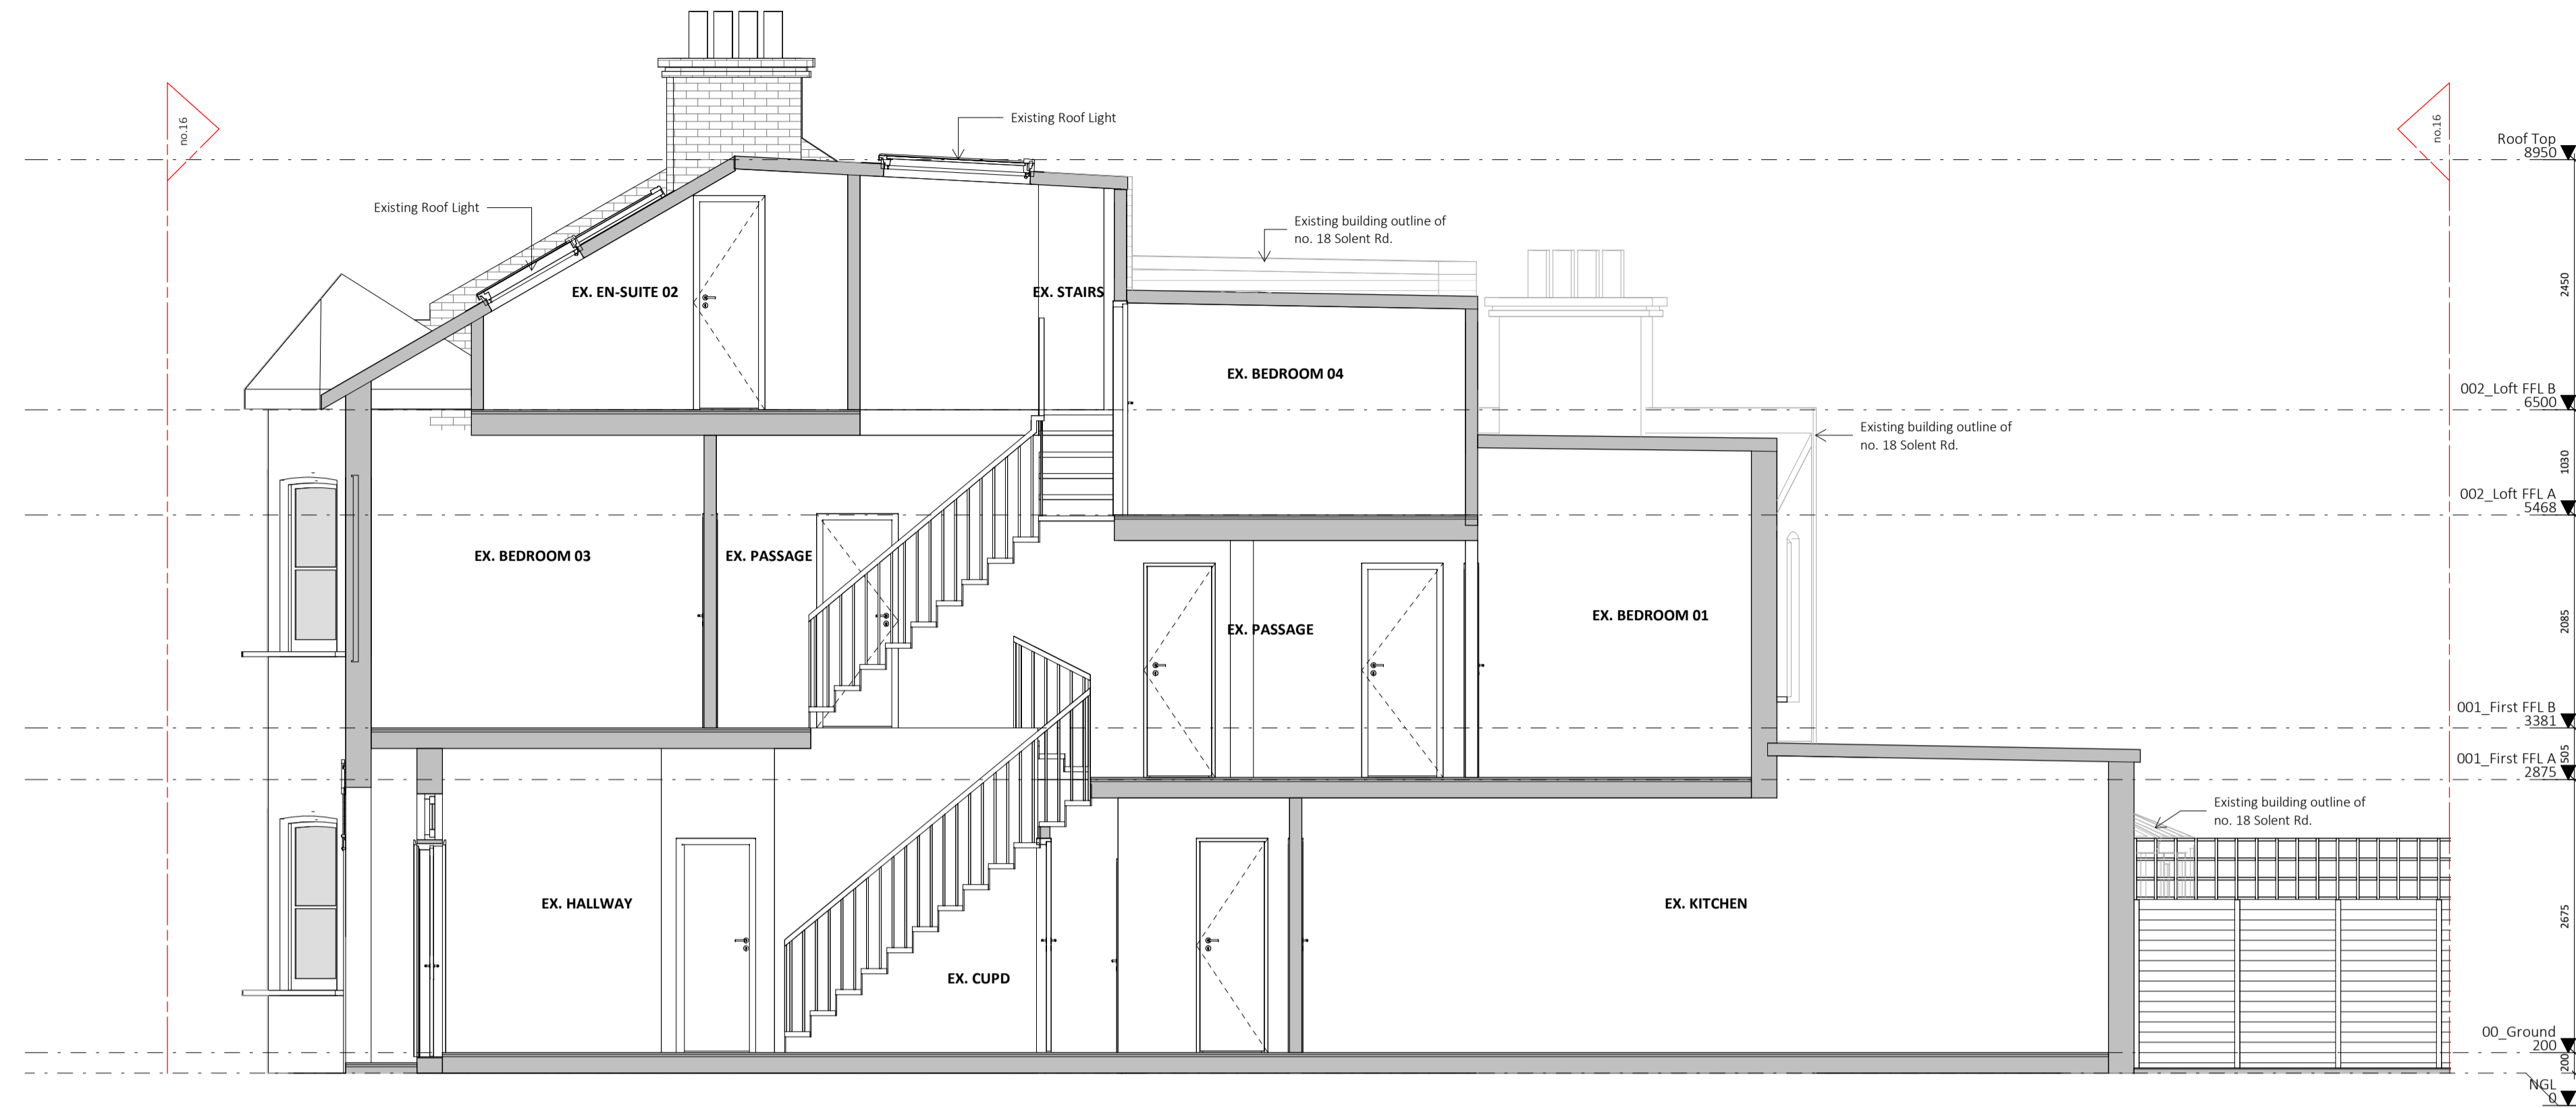 no.16
Existing Roof Light
no.16
Roof Top
8950
Existing Roof Light
Existing building outline of
no. 18 Solent Rd.
EX. EN-SUITE 02
EX. STAIRS
2450
EX. BEDROOM 04
002_Loft FFL B
6500
Existing building outline of
no. 18 Solent Rd.
1030
002_Loft FFL A
5468
EX. BEDROOM 03
EX. PASSAGE
EX. PASSAGE
EX. BEDROOM 01
2085
001_First FFL B
3381
505
001_First FFL A
2875
Existing building outline of
no. 18 Solent Rd.
EX. HALLWAY
EX. KITCHEN
2675
EX. CUPD
00_Ground
200
200
NGL
0